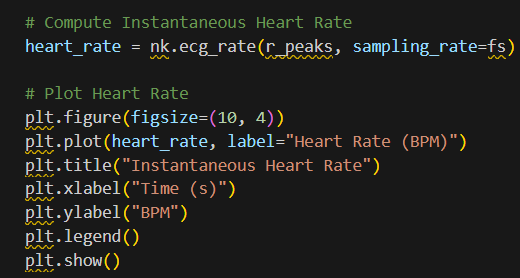 # Compute Instantaneous Heart Rate
heart_rate = nk.ecg_rate(r_peaks, sampling_rate=fs)
# Plot Heart Rate
plt.figure(figsize=(10, 4))
plt.plot(heart_rate, label="Heart Rate (BPM)")
plt.title("Instantaneous Heart Rate")
plt.xlabel("Time (s)")
plt.ylabel("BPM")
plt.legend()
plt.show()